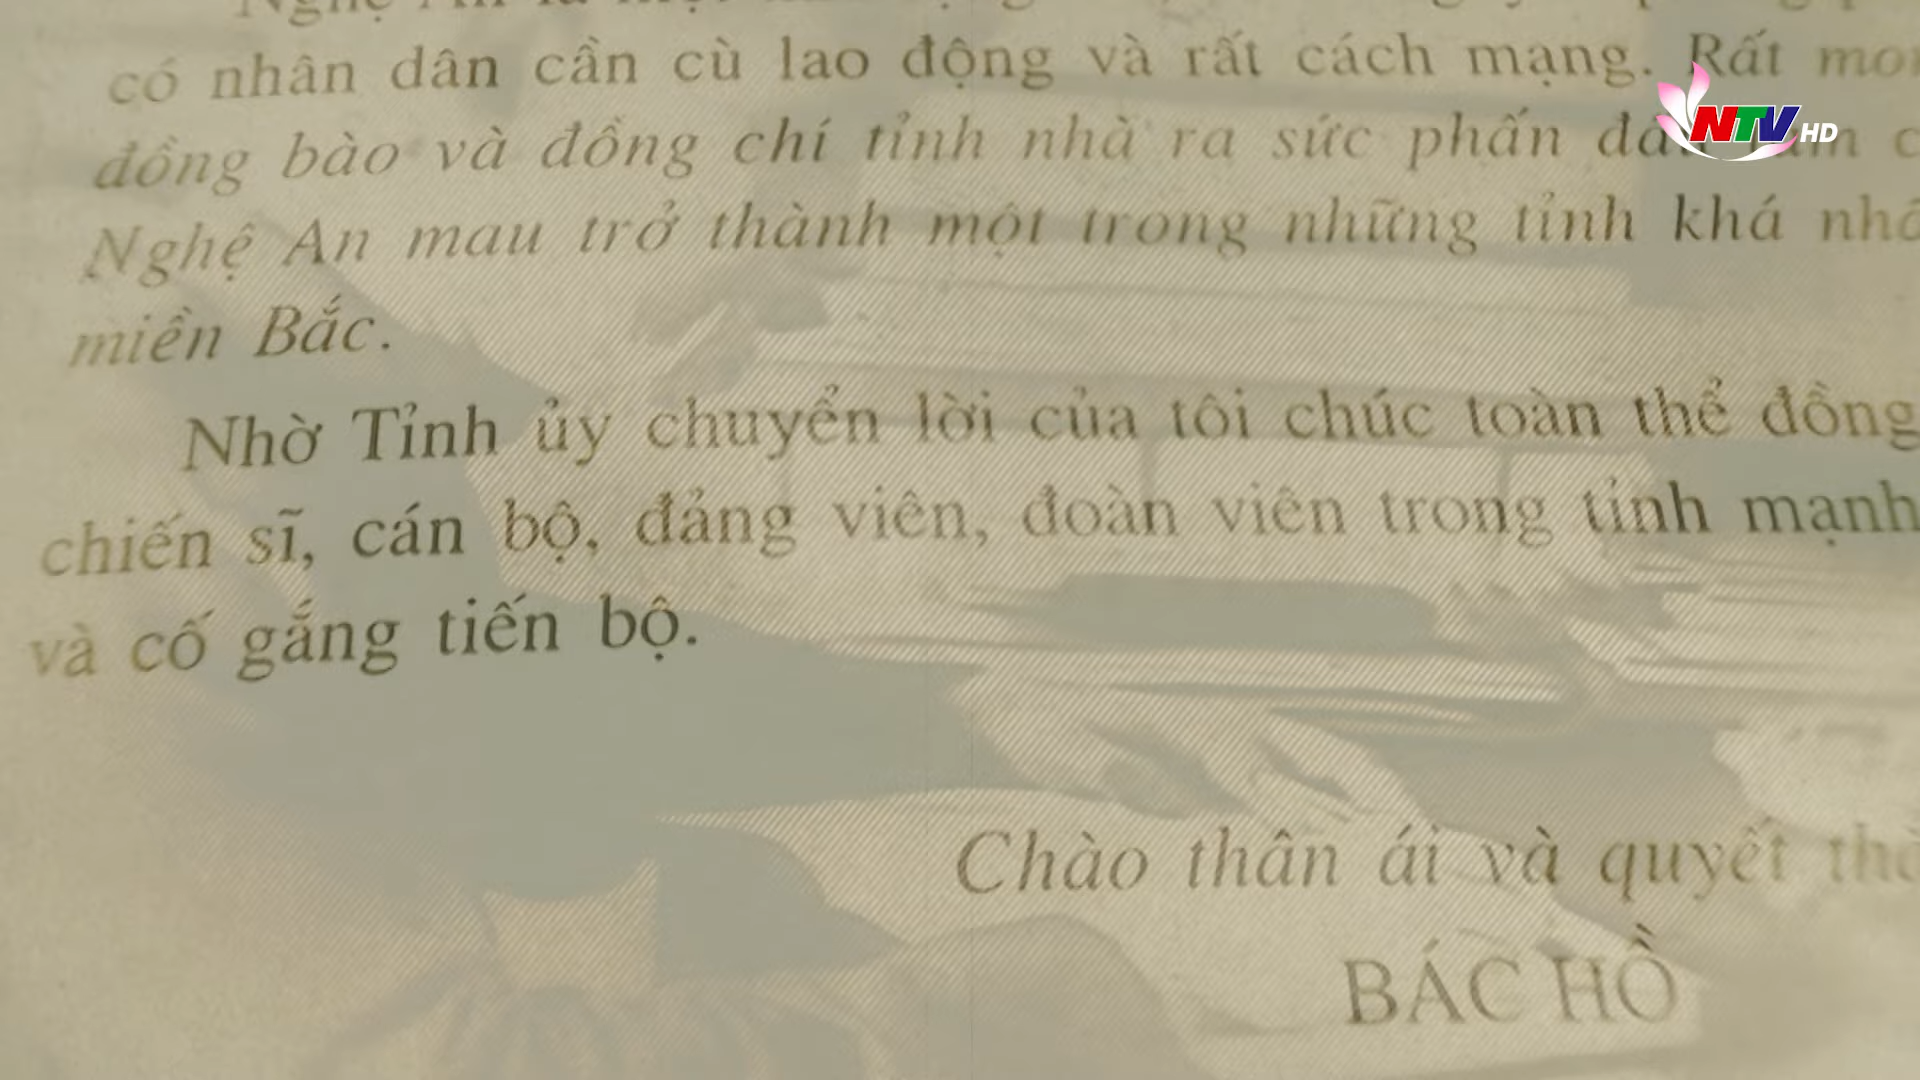 có nhân dân cần cù lao động và rất cách mạng. Rất
đồng bào và đồng chí tỉnh nhà ra sức phấn
Nghệ An mau trở thành một trong những tỉnh khá
miền Bắc.
Nhờ Tỉnh ủy chuyển lời của tôi chúc toàn thể đồng
chiến sĩ, cán bộ, đảng viên, đoàn viên trong tỉnh mạnh
và cố gắng tiến bộ.
Chào thân ái và quyết
BÁC HỒ
NTV HD